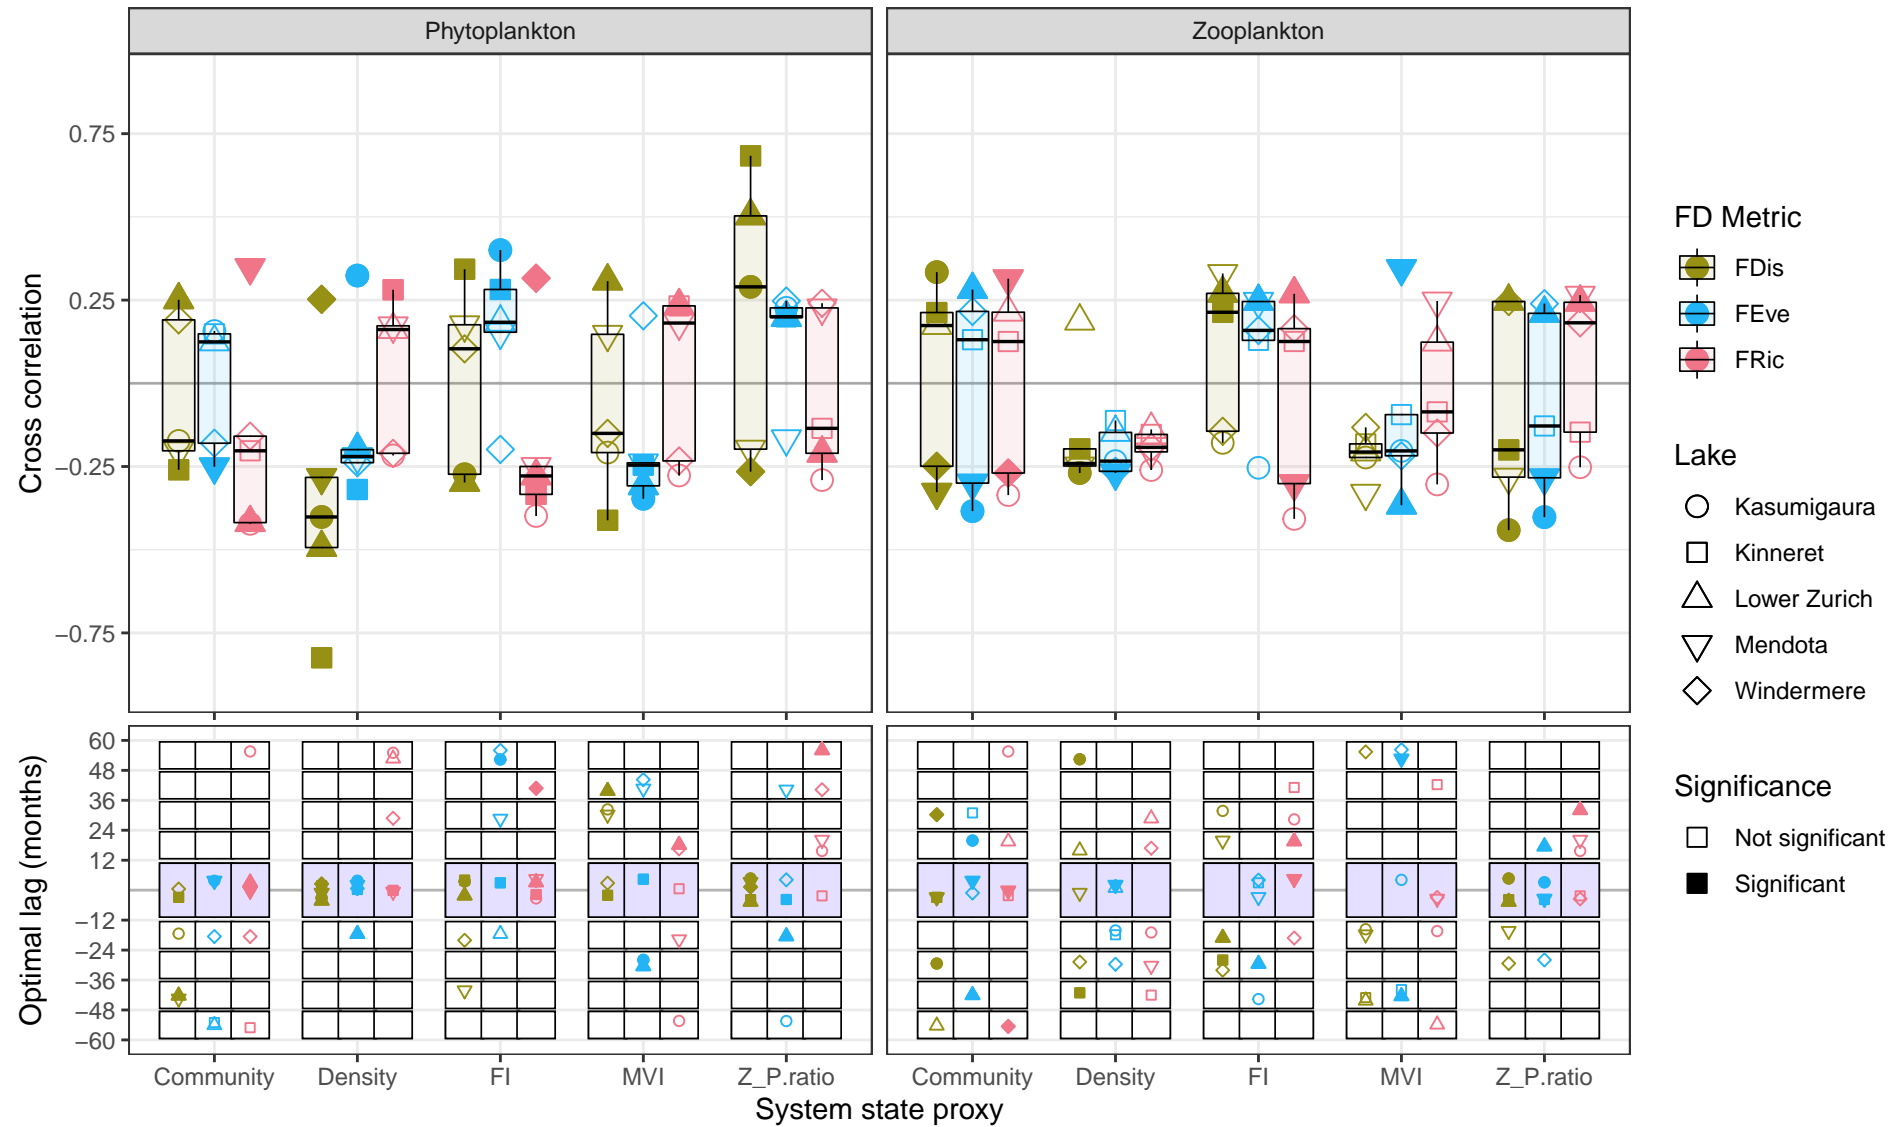 Phytoplankton
Zooplankton
Cross correlation
0.75
0.25
−0.25
−0.75
FD Metric
FDis
FEve
FRic
Lake
Kasumigaura
Kinneret
Lower Zurich
Mendota
Windermere
Significance
Not significant
Significant
Optimal lag (months)
60
48
36
24
12
−12
−24
−36
−48
−60
Community Density FI MVI Z_P.ratio
Community Density FI MVI Z_P.ratio
System state proxy